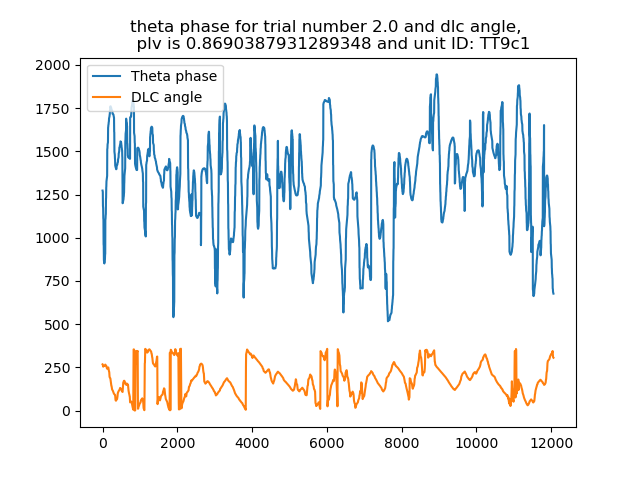 theta phase for trial number 2.0 and dlc angle,
plv is 0.8690387931289348 and unit ID: TT9c1
Theta phase
DLC angle
2000
1750
1500
1250
1000
750
500
250
0
0 2000 4000 6000 8000 10000 12000